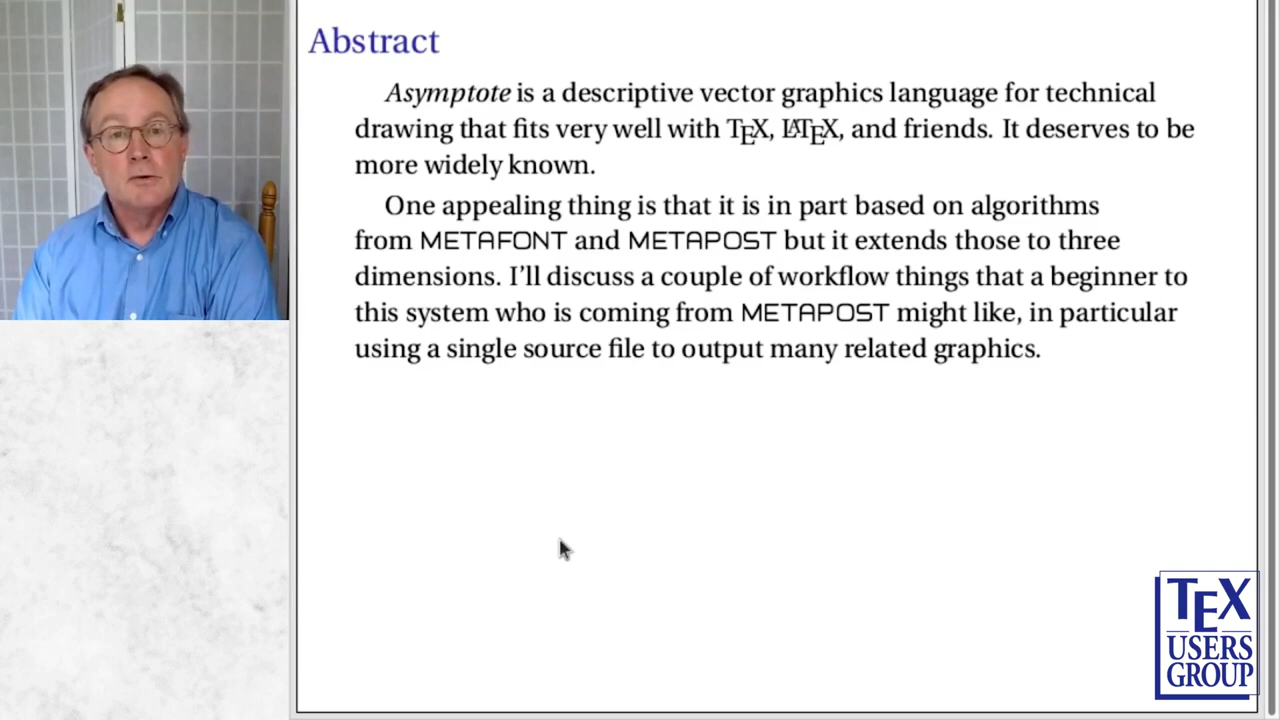 Abstract
Asymptote is a descriptive vector graphics language for technical
drawing that fits very well with TEX, LATEX, and friends. It deserves to be
more widely known.
One appealing thing is that it is in part based on algorithms
from METAFONT and METAPOST but it extends those to three
dimensions. I’ll discuss a couple of workflow things that a beginner to
this system who is coming from METAPOST might like, in particular
using a single source file to output many related graphics.
TEX
USERS
GROUP